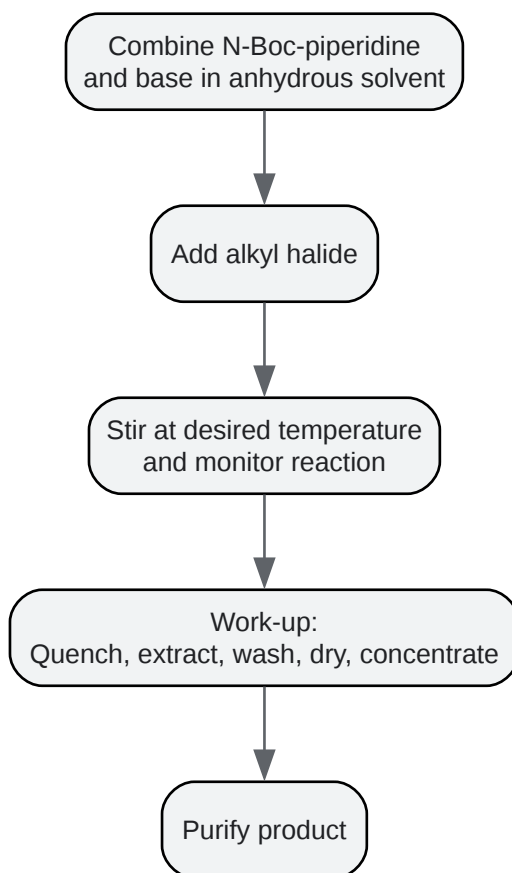 Combine N-Boc-piperidine
and base in anhydrous solvent
Add alkyl halide
Stir at desired temperature
and monitor reaction
Work-up:
Quench, extract, wash, dry, concentrate
Purify product